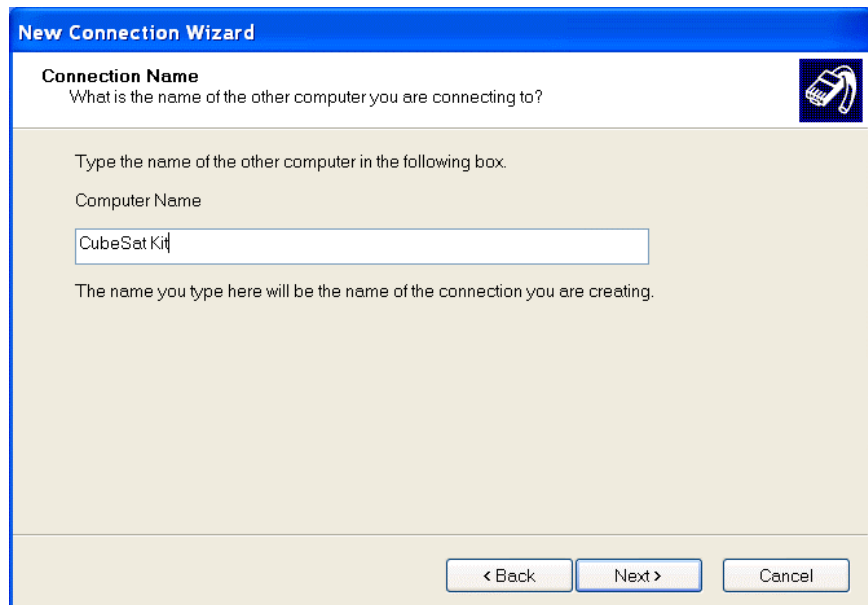 New Connection Wizard
Connection Name
What is the name of the other computer you are connecting to?
Type the name of the other computer in the following box.
Computer Name
CubeSat Kit
The name you type here will be the name of the connection you are creating.
< Back Next > Cancel